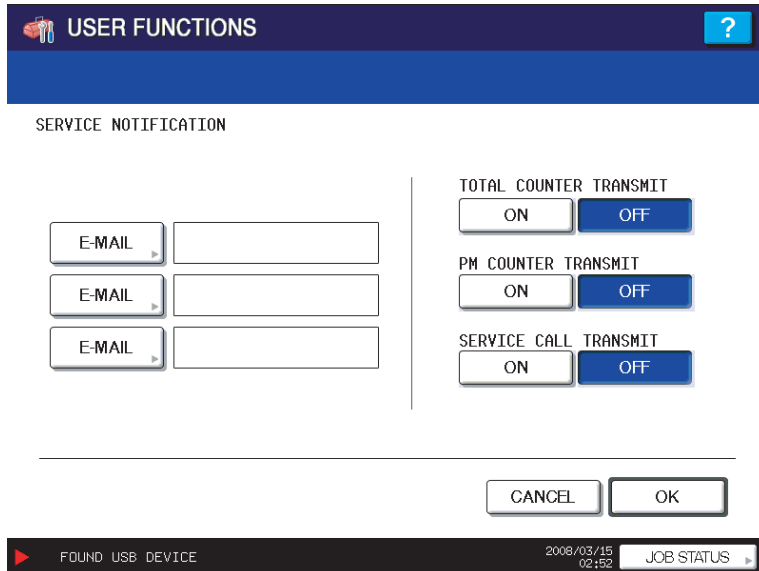 USER FUNCTIONS
?
SERVICE NOTIFICATION
E-MAIL
E-MAIL
E-MAIL
TOTAL COUNTER TRANSMIT
ON OFF
PM COUNTER TRANSMIT
ON OFF
SERVICE CALL TRANSMIT
ON OFF
CANCEL OK
FOUND USB DEVICE
2008/03/15
02:52
JOB STATUS